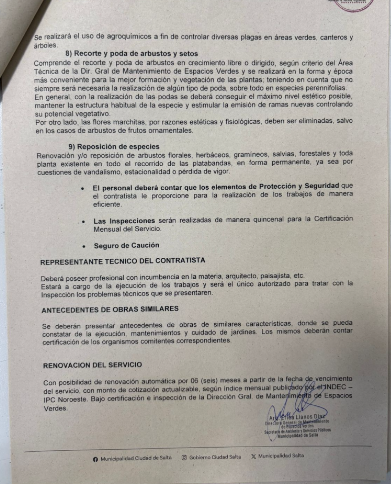 Se realizará el uso de agroquímicos a fin de controlar diversas plagas en áreas verdes, canteros y
árboles.
8) Recorte y poda de arbustos y setos
Comprende el recorte y poda de arbustos en crecimiento libre o dirigido, según criterio del Área
Técnica de la Dir. Gral de Mantenimiento de Espacios Verdes y se realizará en la forma y época
más conveniente para la mejor formación y vegetación de las plantas; teniendo en cuenta que no
siempre será necesaria la realización de algún tipo de poda, sobre todo en especies perennifolias.
En general, con la realización de las podas se deberá conseguir el máximo nivel estético posible,
mantener la estructura habitual de la especie y estimular la emisión de ramas nuevas controlando
su potencial vegetativo.
Por otro lado, las flores marchitas, por razones estéticas y fisiológicas, deben ser eliminadas, salvo
en los casos de arbustos de frutos ornamentales.
9) Reposición de especies
Renovación y/o reposición de arbustos florales, herbáceos, gramíneos, salvias, forestales y toda
planta existente en todo el recorrido de las platabandas, en forma permanente, ya sea por
cuestiones de vandalismo, estacionalidad o pérdida de vigor.
• El personal deberá contar que los elementos de Protección y Seguridad que
el contratista le proporcione para la realización de los trabajos de manera
eficiente.
• Las Inspecciones serán realizadas de manera quincenal para la Certificación
Mensual del Servicio.
• Seguro de Caución
REPRESENTANTE TECNICO DEL CONTRATISTA
Deberá poseer profesional con incumbencia en la materia: arquitecto, paisajista, etc.
Estará a cargo de la ejecución de los trabajos y será el único autorizado para tratar con la
Inspección los problemas técnicos que se presentaren.
ANTECEDENTES DE OBRAS SIMILARES
Se deberán presentar antecedentes de obras de similares características, donde se pueda
constatar de la ejecución, mantenimientos y cuidado de jardines. Los mismos deberán contar
certificación de los organismos comitentes correspondientes.
RENOVACION DEL SERVICIO
Con posibilidad de renovación automática por 06 (seis) meses a partir de la fecha de vencimiento
del servicio, con monto de cotización actualizable, según índice mensual publicado por el INDEC –
IPC Noroeste. Bajo certificación e inspección de la Dirección Gral de Mantenimiento de Espacios
Verdes.
Llanos Diaz
Municipalidad de Salta
Municipalidad Ciudad de Salta Gobierno Ciudad Salta Municipalidad Salta